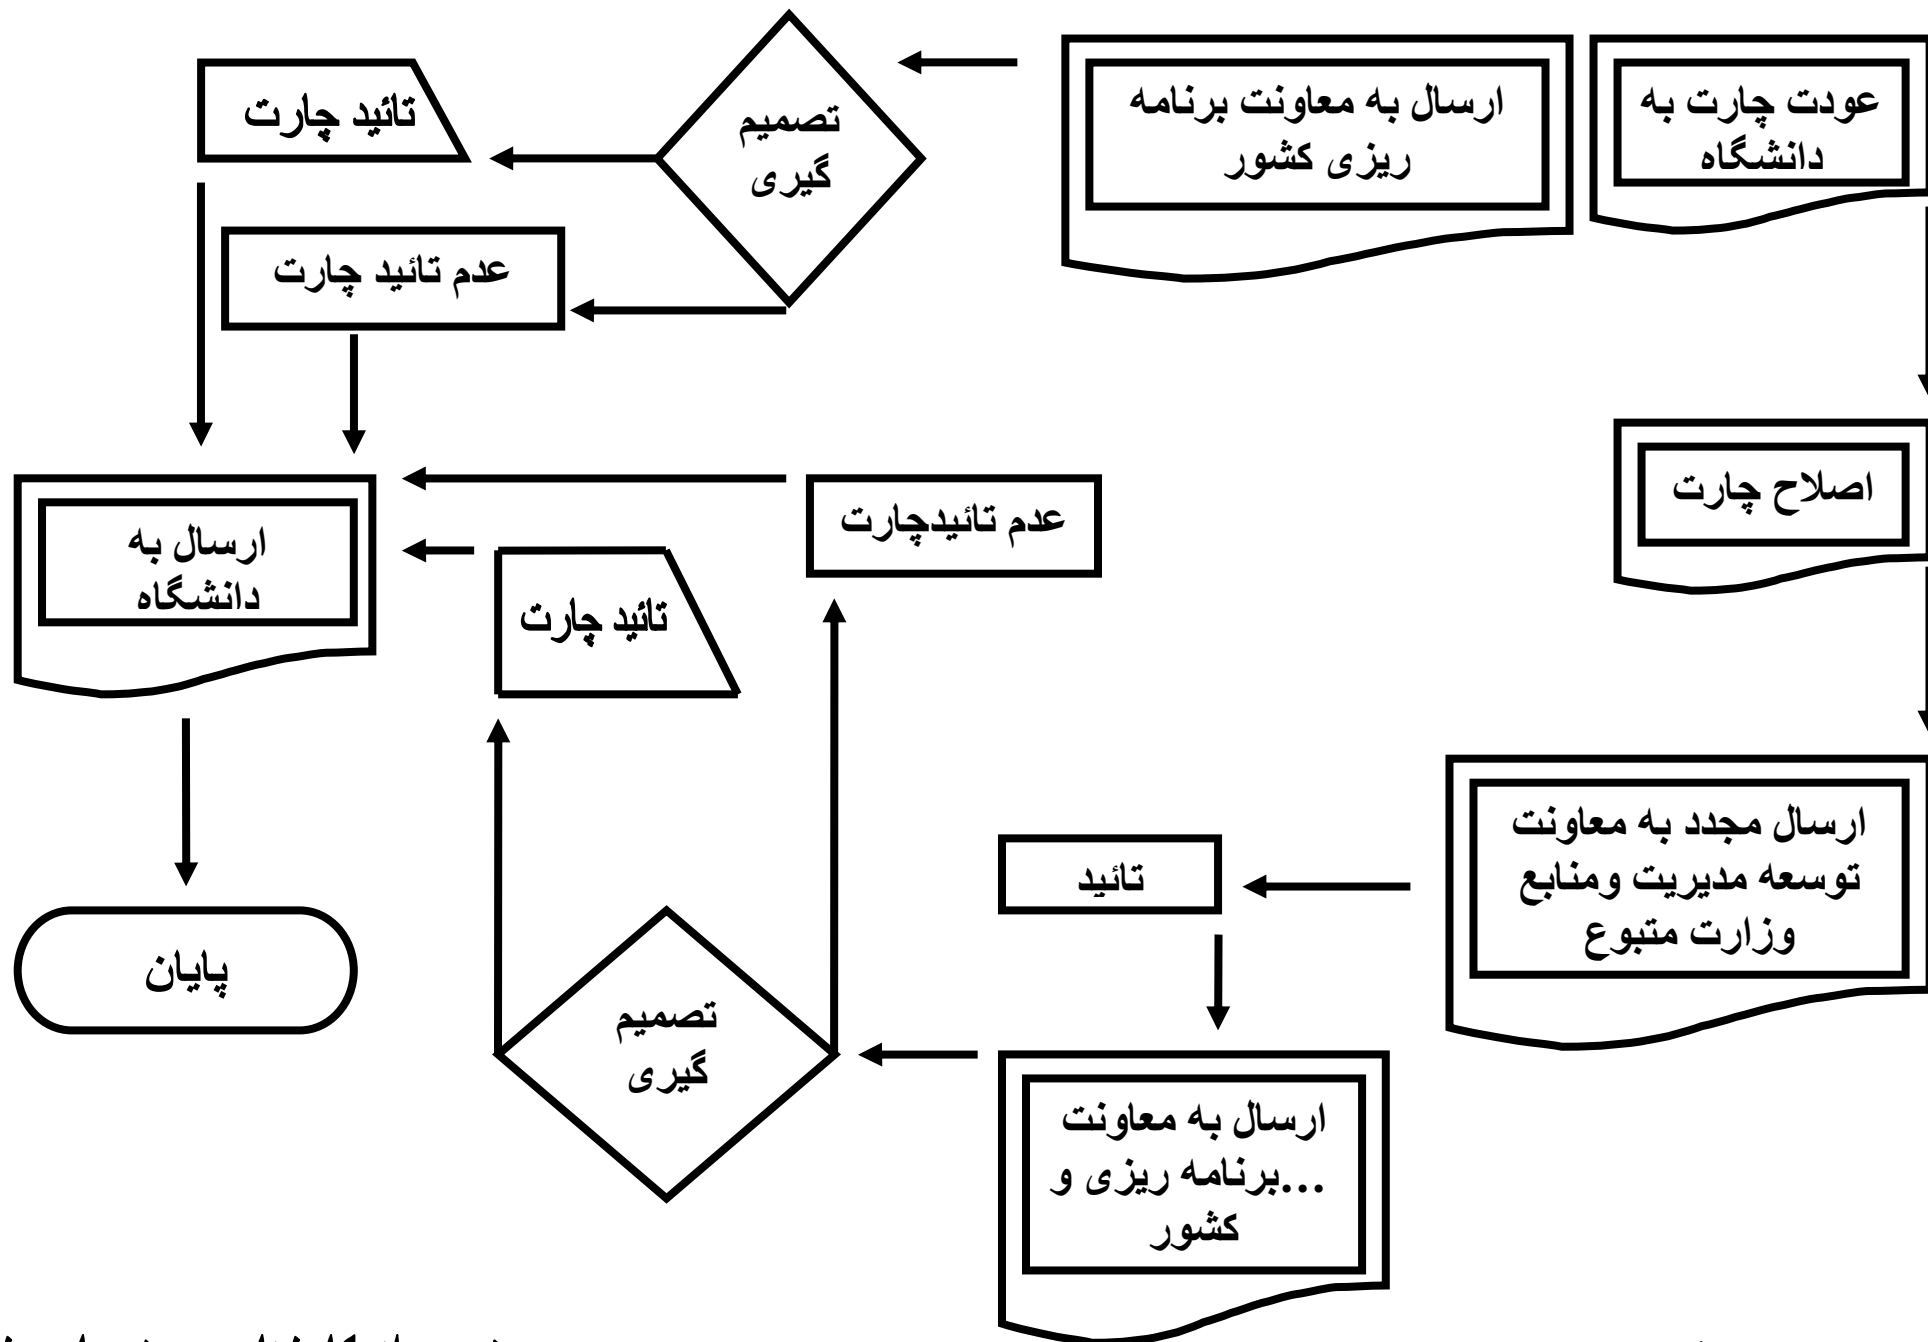 عودت چارت به
دانشگاه
ارسال به معاونت برنامه
ریزی کشور
تصمیم
گیری
تائید چارت
عدم تائید چارت
اصلاح چارت
عدم تائیدچارت
تائید چارت
ارسال به
دانشگاه
ارسال مجدد به معاونت
توسعه مدیریت ومنابع
وزارت متبوع
تائید
ارسال به معاونت
...برنامه ریزی و
کشور
تصمیم
گیری
پایان